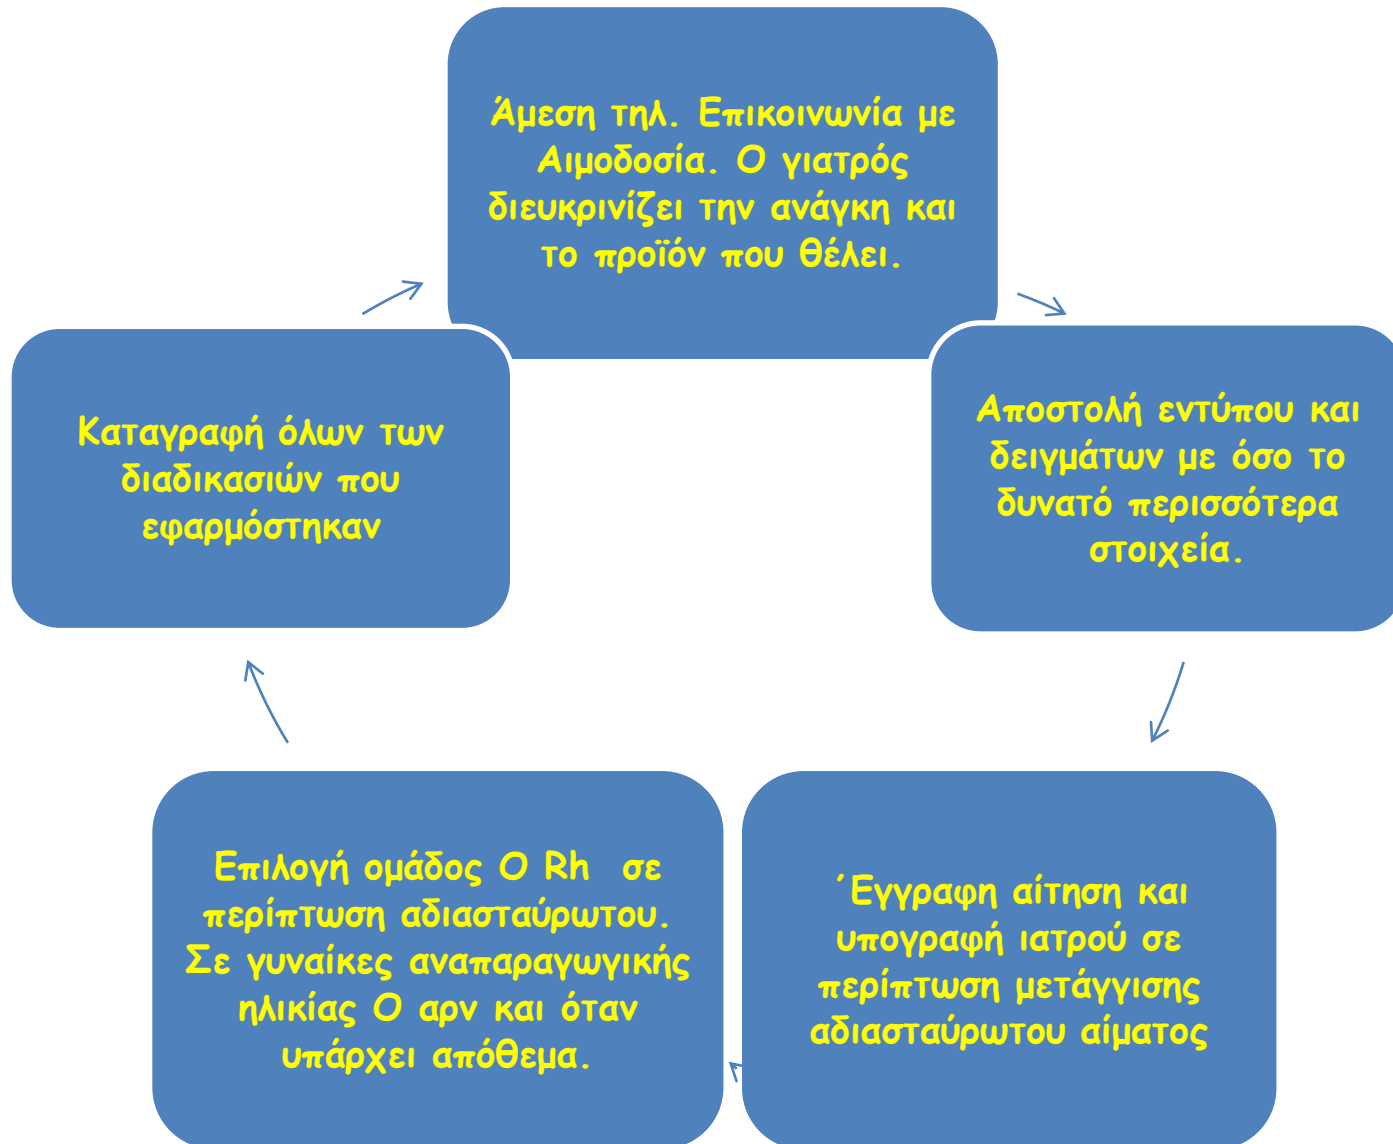 Άμεση τηλ. Επικοινωνία με
Αιμοδοσία. Ο γιατρός
διευκρινίζει την ανάγκη και
το προϊόν που θέλει.
Αποστολή εντύπου και
δειγμάτων με όσο το
δυνατό περισσότερα
στοιχεία.
΄Εγγραφη αίτηση και
υπογραφή ιατρού σε
περίπτωση μετάγγισης
αδιασταύρωτου αίματος
Επιλογή ομάδος Ο Rh σε
περίπτωση αδιασταύρωτου.
Σε γυναίκες αναπαραγωγικής
ηλικίας Ο αρν και όταν
υπάρχει απόθεμα.
Καταγραφή όλων των
διαδικασιών που
εφαρμόστηκαν